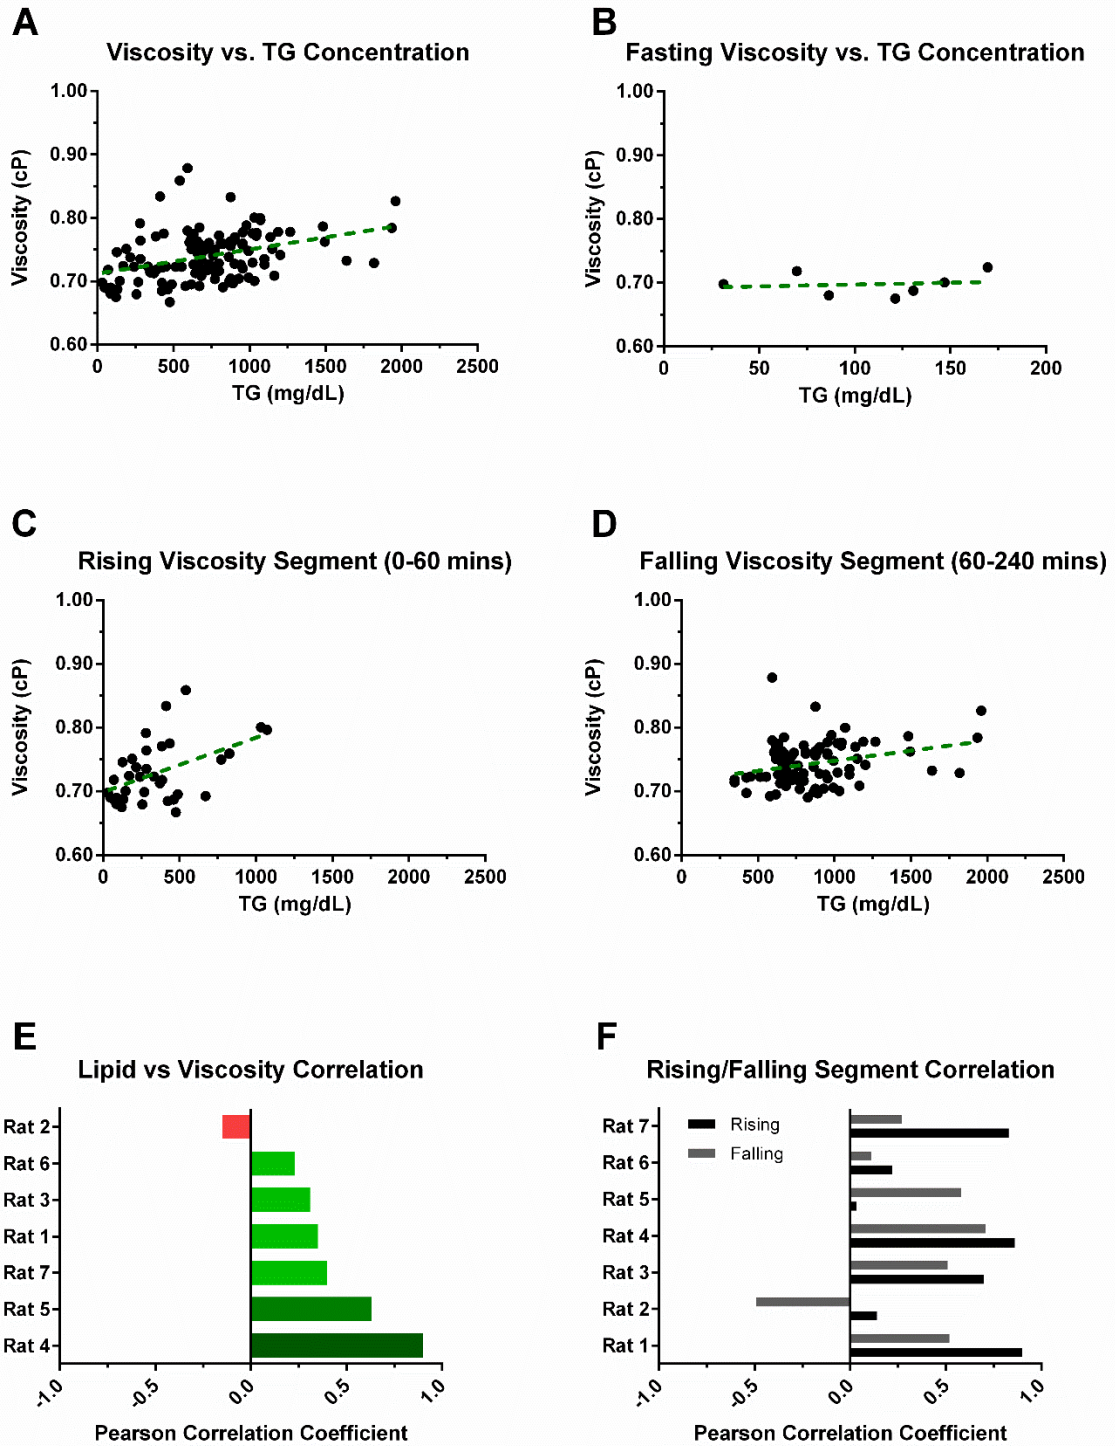 A
Viscosity vs. TG Concentration
Viscosity (cP)
1.00
0.90
0.80
0.70
0.60
0 500 1000 1500 2000 2500
TG (mg/dL)
B
Fasting Viscosity vs. TG Concentration
Viscosity (cP)
1.00
0.90
0.80
0.70
0.60
0 50 100 150 200
TG (mg/dL)
C
Rising Viscosity Segment (0-60 mins)
Viscosity (cP)
1.00
0.90
0.80
0.70
0.60
0 500 1000 1500 2000 2500
TG (mg/dL)
D
Falling Viscosity Segment (60-240 mins)
Viscosity (cP)
1.00
0.90
0.80
0.70
0.60
0 500 1000 1500 2000 2500
TG (mg/dL)
E
Lipid vs Viscosity Correlation
Rat 2
Rat 6
Rat 3
Rat 1
Rat 7
Rat 5
Rat 4
-1.0 -0.5 0.0 0.5 1.0
Pearson Correlation Coefficient
F
Rising/Falling Segment Correlation
Rising
Falling
Rat 7
Rat 6
Rat 5
Rat 4
Rat 3
Rat 2
Rat 1
-1.0 -0.5 0.0 0.5 1.0
Pearson Correlation Coefficient